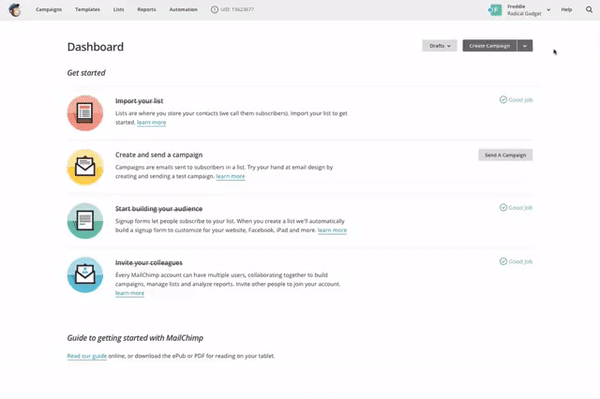 Campaigns Templates Lists Reports Automation UID: 15623677 Freddie Help
Radical Gadget
Dashboard Drafts Create Campaign
Get started
Import your list Good Job
Lists are where you store your contacts (we call them subscribers). Import your list to get
started. learn more
Create and send a campaign Send A Campaign
Campaigns are emails sent to subscribers in a list. Try your hand at email design by
creating and sending a test campaign. learn more
Start building your audience Good Job
Signup forms let people subscribe to your list. When you create a list we'll automatically
build a signup form to customize for your website, Facebook, iPad and more. learn more
Invite your colleagues Good Job
Every MailChimp account can have multiple users, collaborating together to build
campaigns, manage lists and analyze reports. Invite other people to join your account.
learn more
Guide to getting started with MailChimp
Read our guide online, or download the ePub or PDF for reading on your tablet.